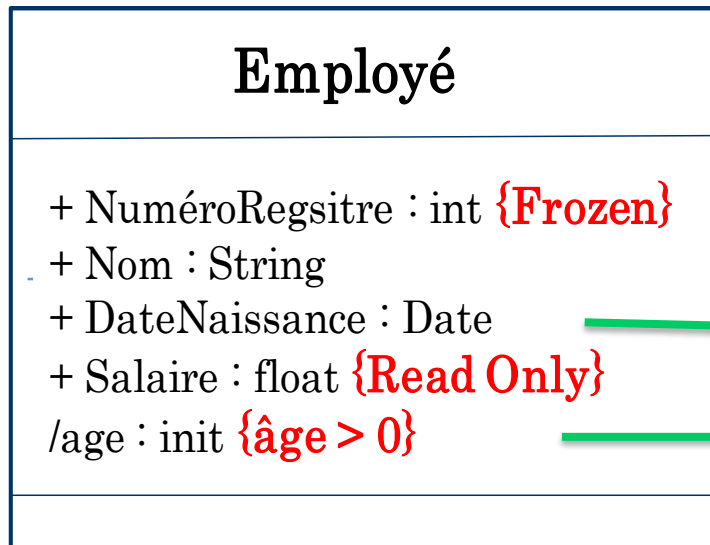 Employé
+ NuméroRegsitre : int {Frozen}
+ Nom : String
+ DateNaissance : Date
+ Salaire : float {Read Only}
/age : init {âge > 0}